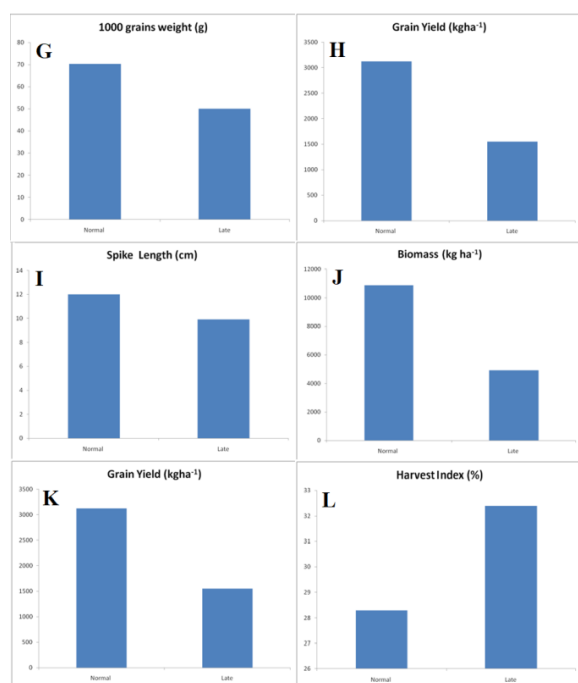 1000 grains weight (g)
G
80
70
60
50
40
30
20
10
0
Normal Late
Grain Yield (kgha-1)
H
3500
3000
2500
2000
1500
1000
500
0
Normal Late
Spike Length (cm)
I
14
12
10
8
6
4
2
0
Normal Late
Biomass (kg ha-1)
J
12000
10000
8000
6000
4000
2000
0
Normal Late
Grain Yield (kgha-1)
K
3500
3000
2500
2000
1500
1000
500
0
Normal Late
Harvest Index (%)
L
33
32
31
30
29
28
27
26
Normal Late